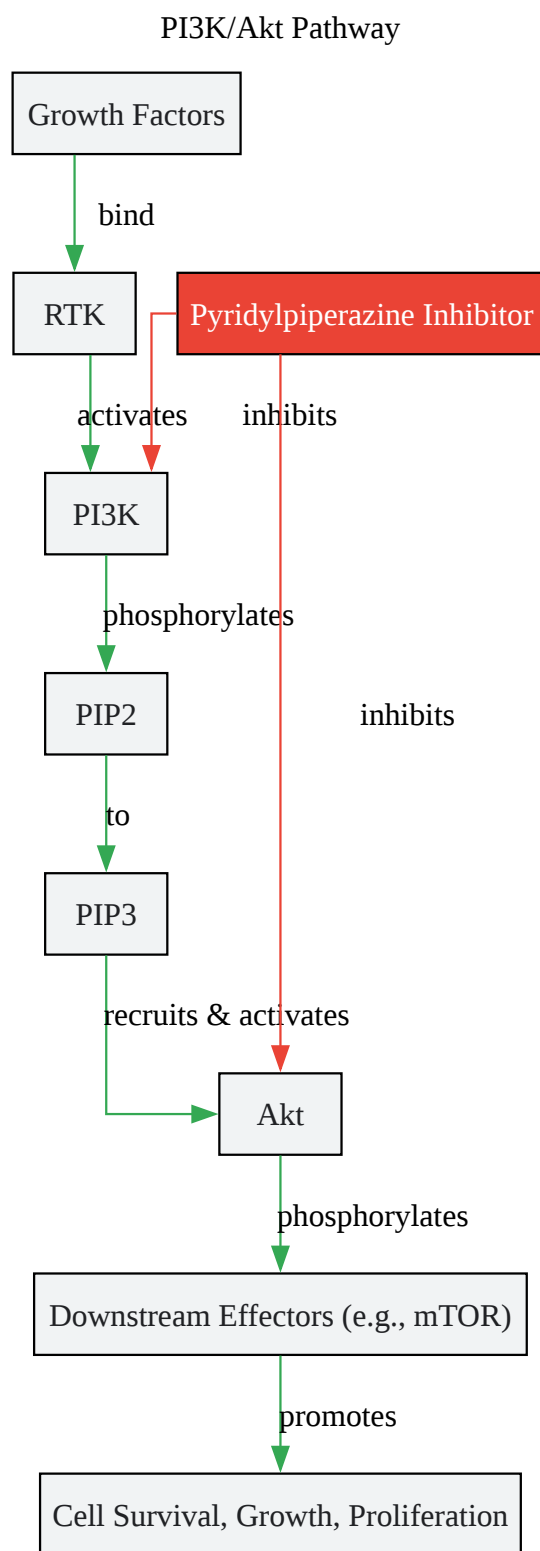 PI3K/Akt Pathway
Growth Factors
bind
RTK
Pyridylpiperazine Inhibitor
activates
inhibits
PI3K
phosphorylates
PIP2
inhibits
to
PIP3
recruits & activates
Akt
phosphorylates
Downstream Effectors (e.g., mTOR)
promotes
Cell Survival, Growth, Proliferation